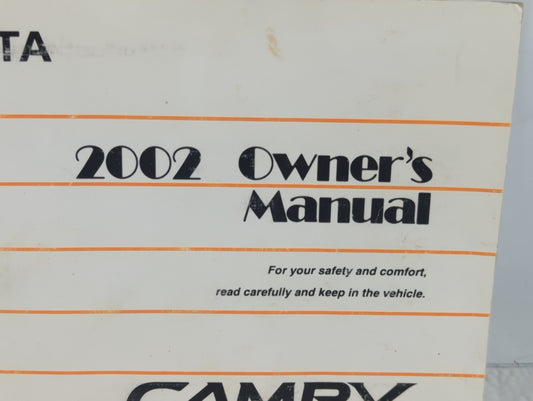 TA
2002 Owner's
Manual
For your safety and comfort,
read carefully and keep in the vehicle.
CAMRY